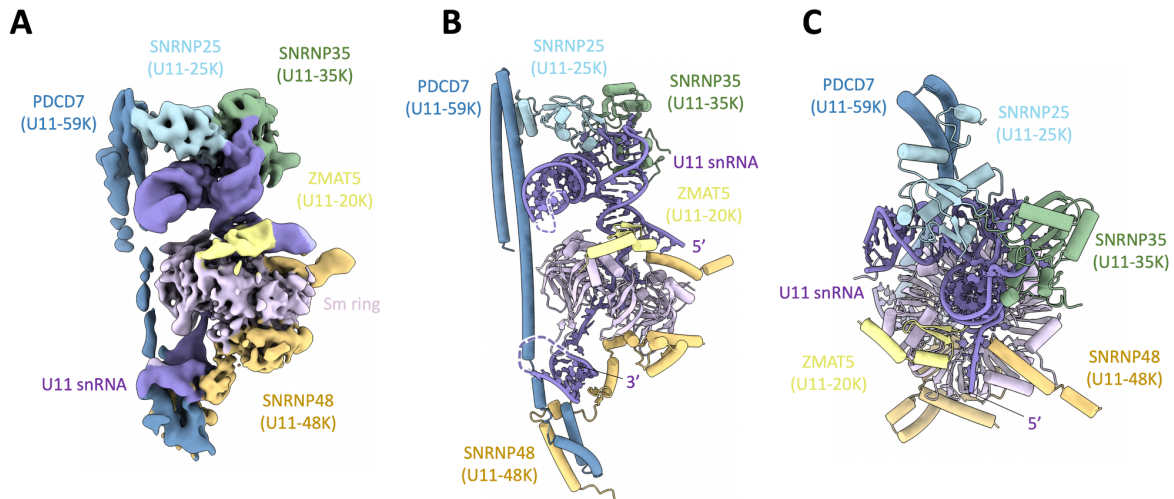 A
SNRNP25
(U11-25K)
SNRNP35
(U11-35K)
PDCD7
(U11-59K)
ZMAT5
(U11-20K)
Sm ring
U11 snRNA
SNRNP48
(U11-48K)
B
SNRNP25
(U11-25K)
PDCD7
(U11-59K)
SNRNP35
(U11-35K)
U11 snRNA
ZMAT5
(U11-20K)
5’
3’
SNRNP48
(U11-48K)
C
PDCD7
(U11-59K)
SNRNP25
(U11-25K)
SNRNP35
(U11-35K)
U11 snRNA
ZMAT5
(U11-20K)
SNRNP48
(U11-48K)
5’